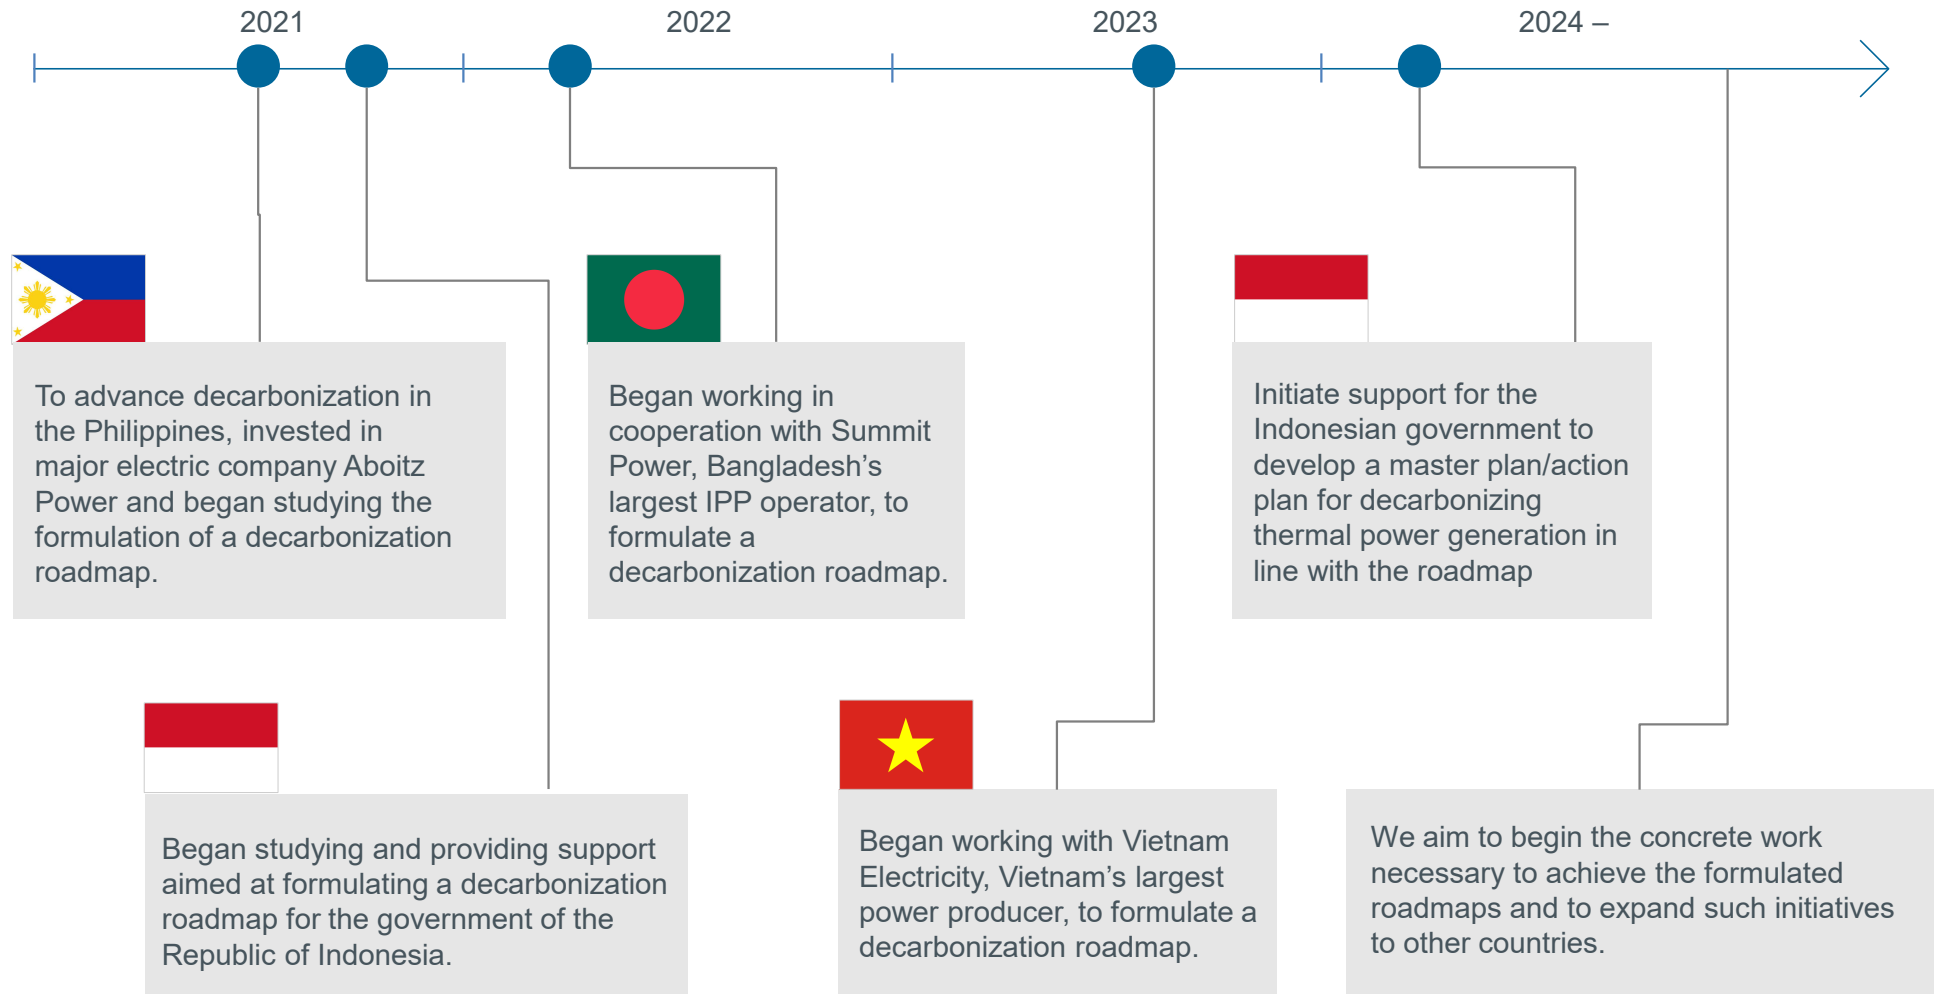 2021
2022
2023
2024 –
To advance decarbonization in
the Philippines, invested in
major electric company Aboitz
Power and began studying the
formulation of a decarbonization
roadmap.
Began working in
cooperation with Summit
Power, Bangladesh’s
largest IPP operator, to
formulate a
decarbonization roadmap.
Initiate support for the
Indonesian government to
develop a master plan/action
plan for decarbonizing
thermal power generation in
line with the roadmap
Began studying and providing support
aimed at formulating a decarbonization
roadmap for the government of the
Republic of Indonesia.
Began working with Vietnam
Electricity, Vietnam’s largest
power producer, to formulate a
decarbonization roadmap.
We aim to begin the concrete work
necessary to achieve the formulated
roadmaps and to expand such initiatives
to other countries.